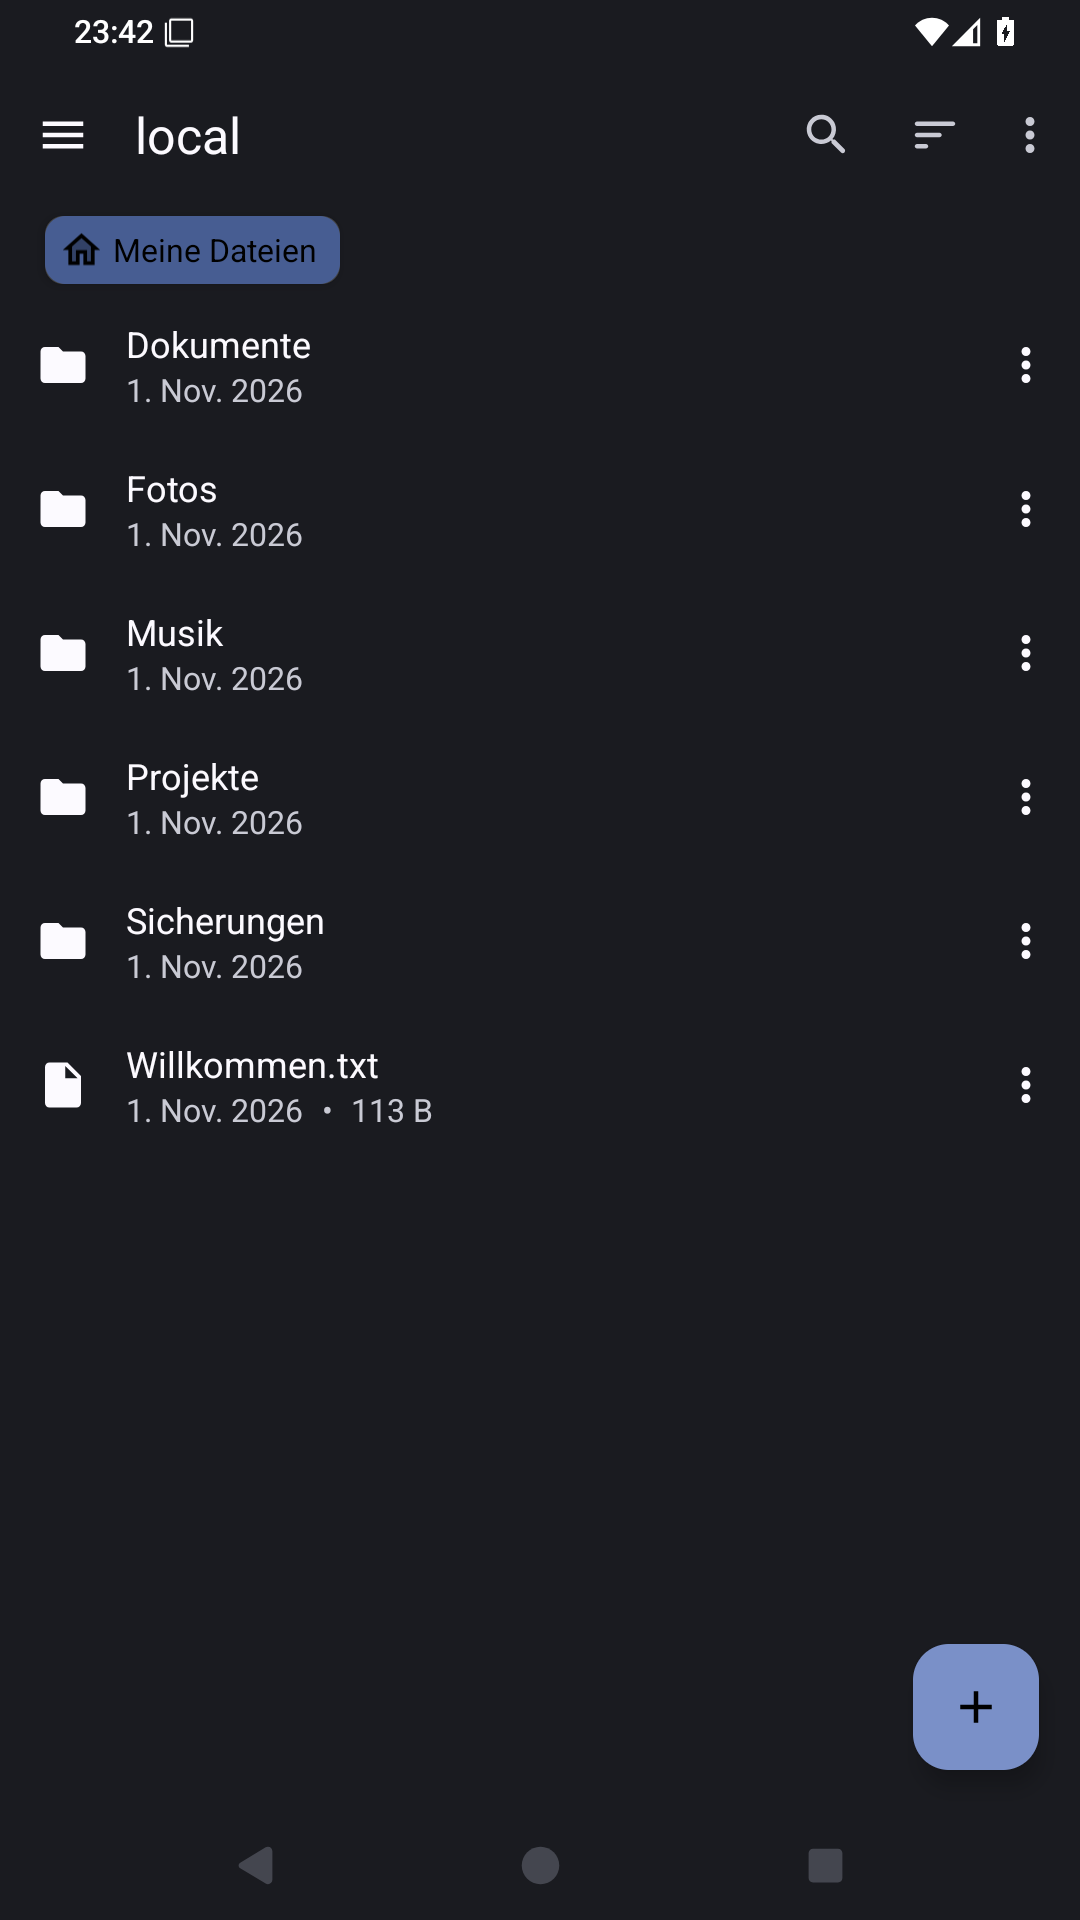 23:42
local
Meine Dateien
Dokumente
1. Nov. 2026
Fotos
1. Nov. 2026
Musik
1. Nov. 2026
Projekte
1. Nov. 2026
Sicherungen
1. Nov. 2026
Willkommen.txt
1. Nov. 2026 • 113 B